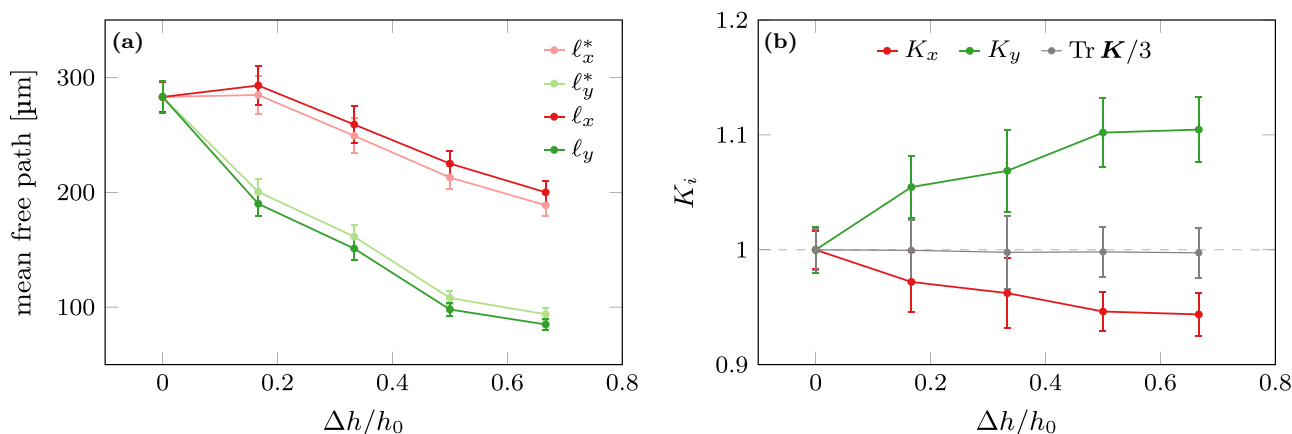 (a)
mean free path [µm]
300
200
100
0
0.2
0.4
0.6
0.8
Δh/h₀
ℓ*ₓ
ℓ*ᵧ
ℓₓ
ℓᵧ
(b)
Kₓ Kᵧ Tr K/3
Kᵢ
1.2
1.1
1
0.9
0
0.2
0.4
0.6
0.8
Δh/h₀